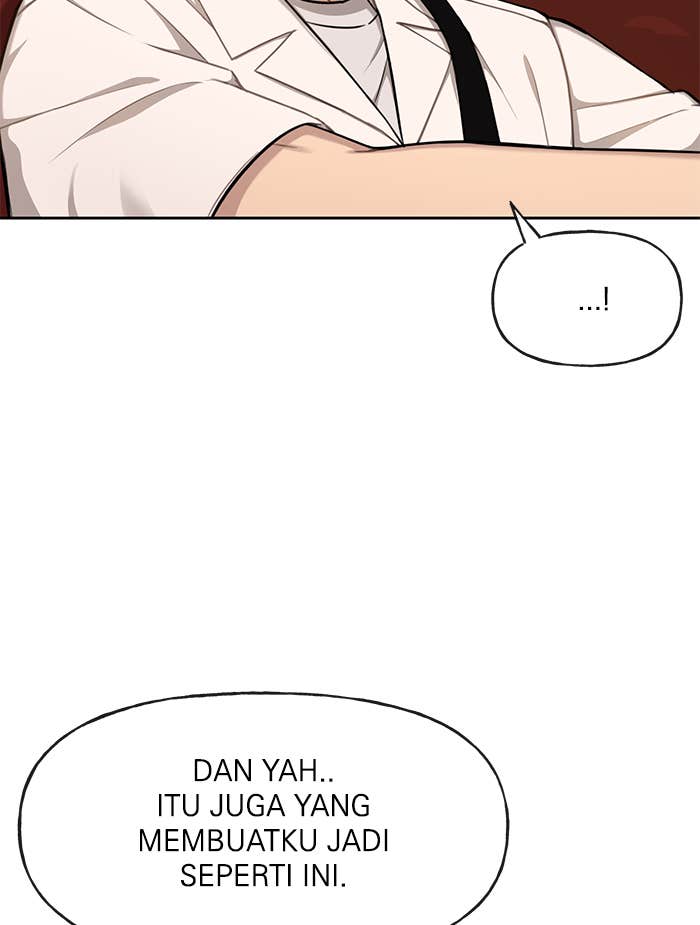 ...!
DAN YAH..
ITU JUGA YANG
MEMBUATKU JADI
SEPERTI INI.